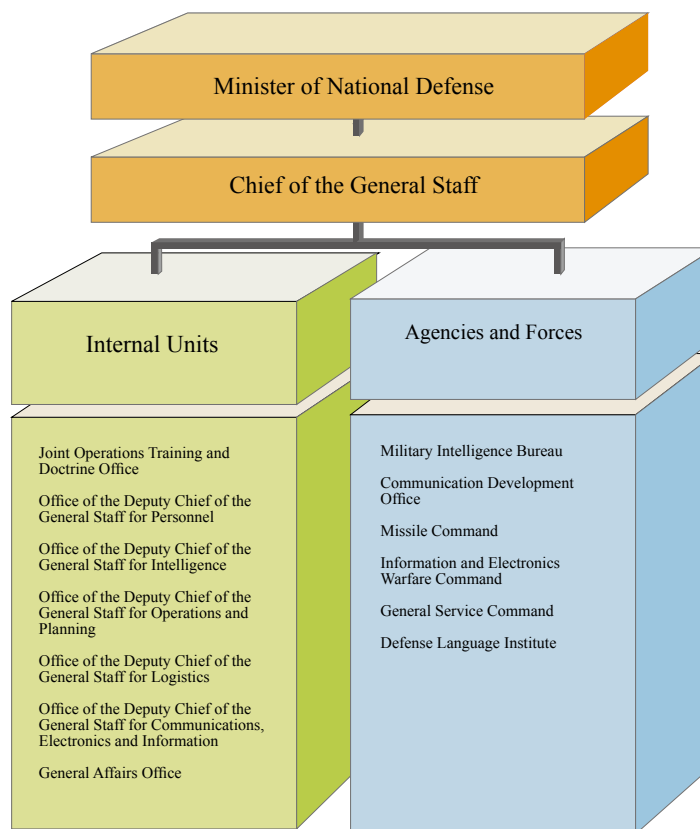 Minister of National Defense
Chief of the General Staff
Internal Units
Joint Operations Training and
Doctrine Office
Office of the Deputy Chief of the
General Staff for Personnel
Office of the Deputy Chief of the
General Staff for Intelligence
Office of the Deputy Chief of the
General Staff for Operations and
Planning
Office of the Deputy Chief of the
General Staff for Logistics
Office of the Deputy Chief of the
General Staff for Communications,
Electronics and Information
General Affairs Office
Agencies and Forces
Military Intelligence Bureau
Communication Development
Office
Missile Command
Information and Electronics
Warfare Command
General Service Command
Defense Language Institute